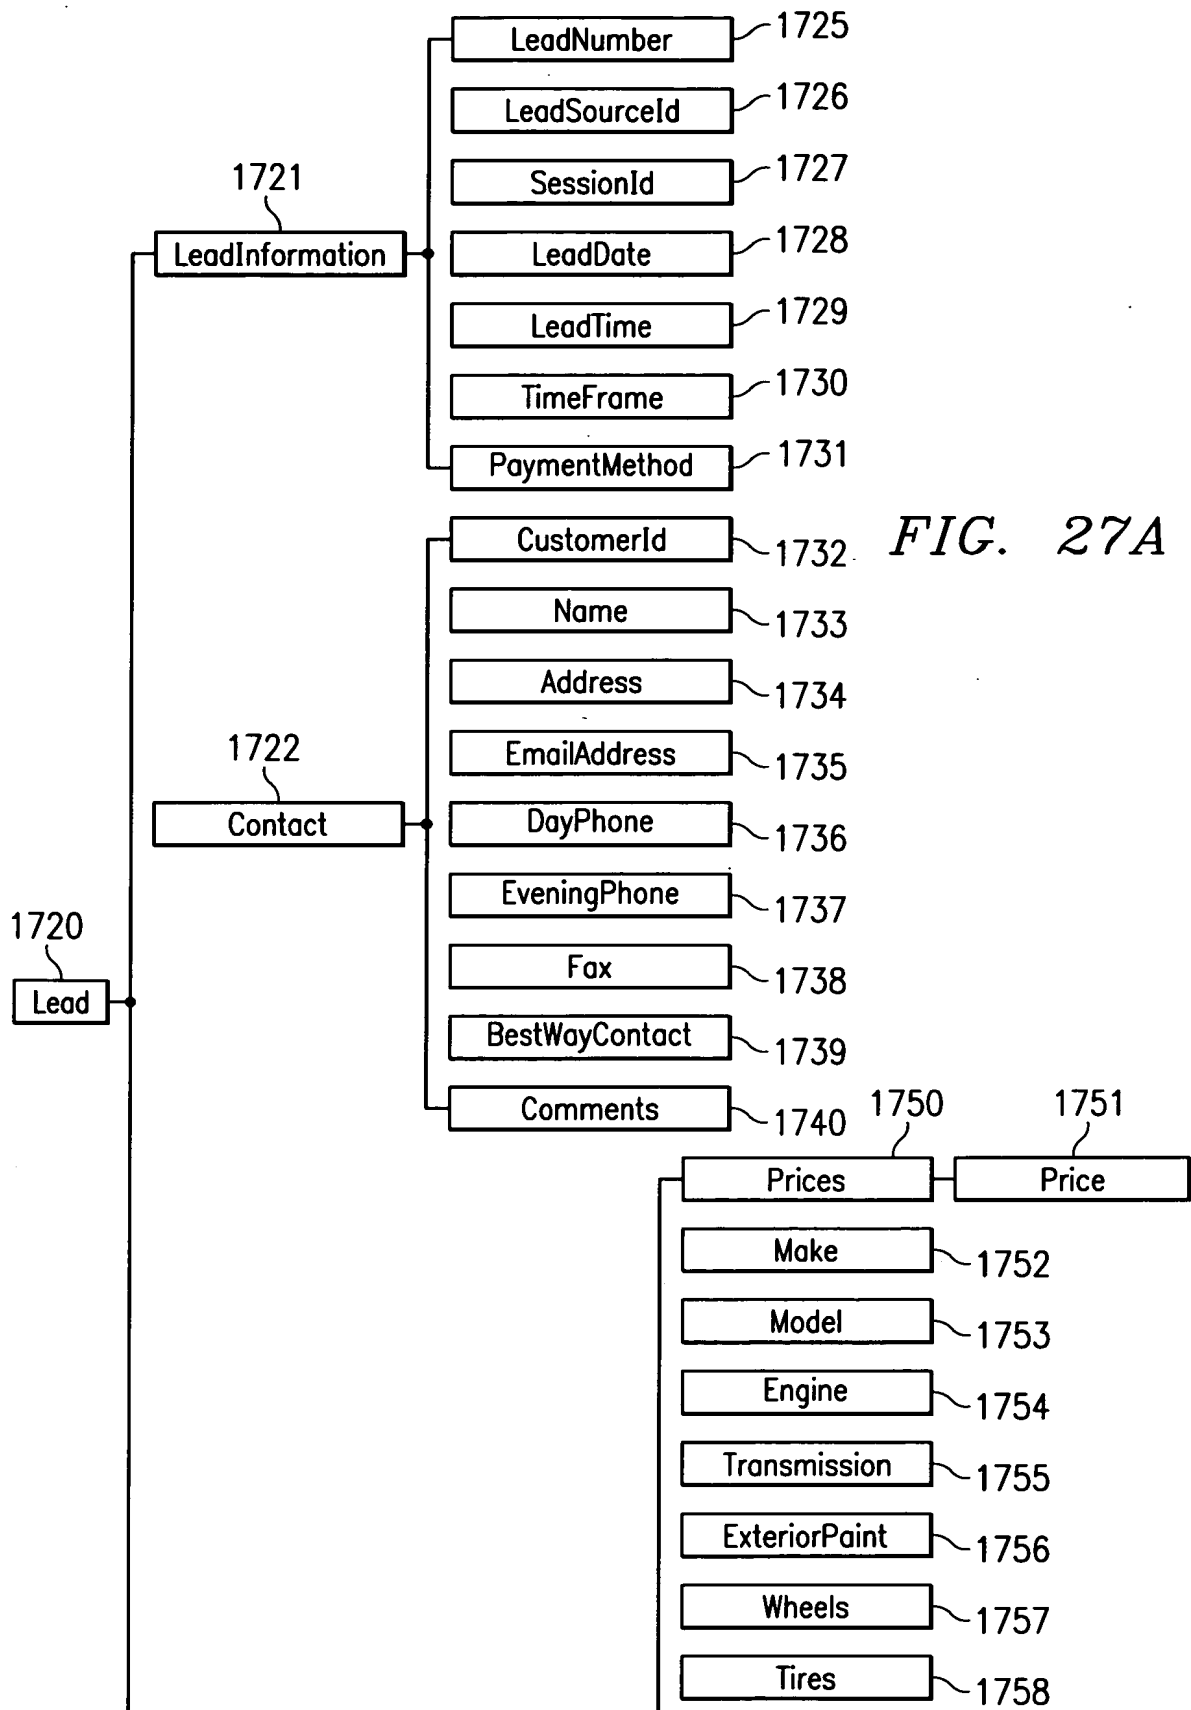 LeadNumber 1725
LeadSourceId 1726
SessionId 1727
1721
LeadInformation
LeadDate 1728
LeadTime 1729
TimeFrame 1730
PaymentMethod 1731
CustomerId 1732
FIG. 27A
Name 1733
Address 1734
EmailAddress 1735
1722
Contact
DayPhone 1736
EveningPhone 1737
1720
Lead
Fax 1738
BestWayContact 1739
Comments 1740
1750 1751
Prices Price
Make 1752
Model 1753
Engine 1754
Transmission 1755
ExteriorPaint 1756
Wheels 1757
Tires 1758